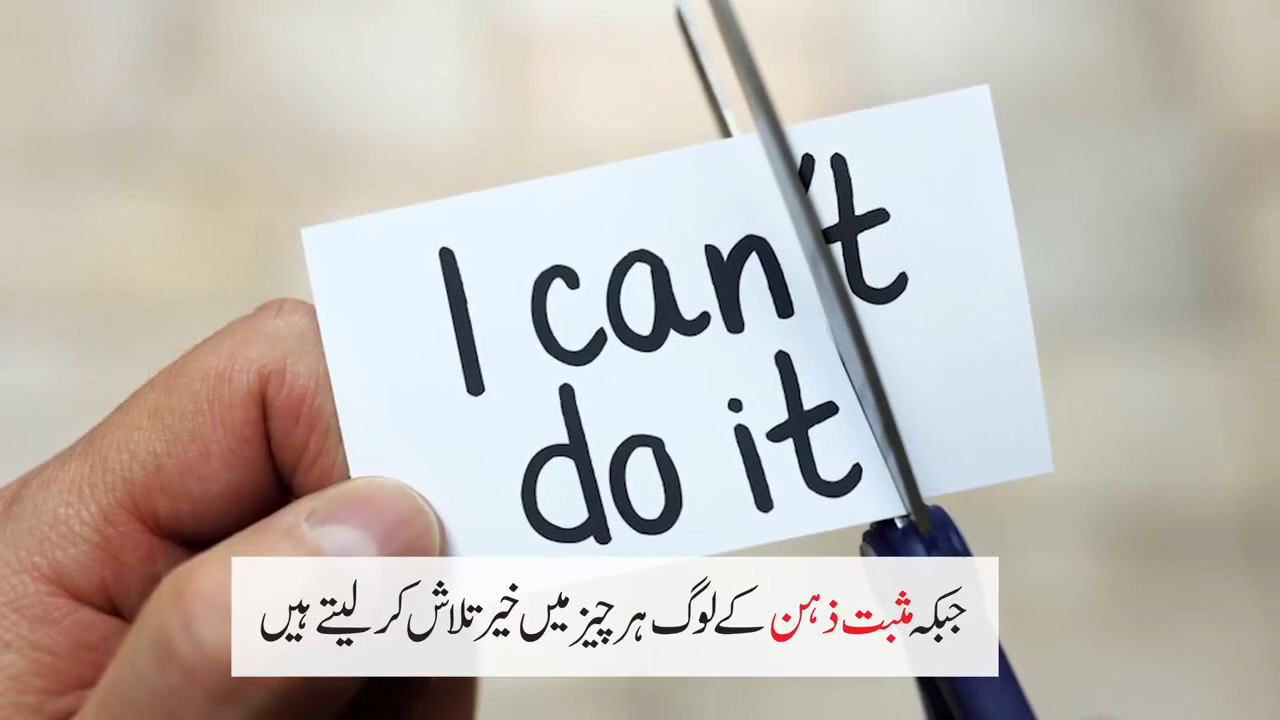 I can't
do it
جبکہ مثبت ذہن کے لوگ ہر چیز میں خیر تلاش کر لیتے ہیں